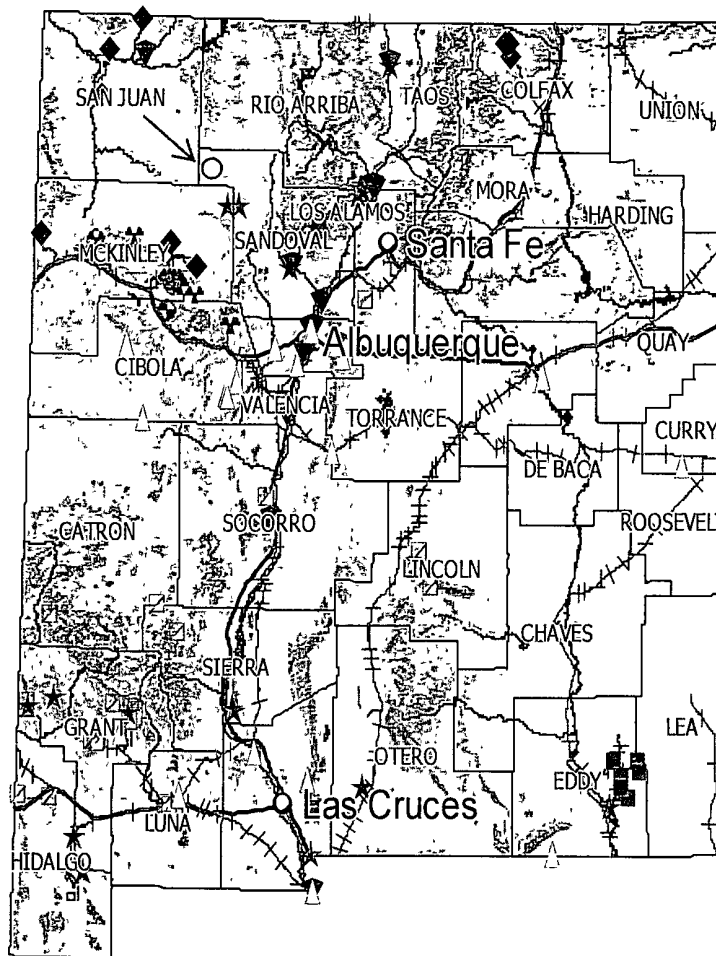 SAN JUAN
RIO ARRIBA
TAOS
COLFAX
UNION
MORA
LOS ALAMOS
HARDING
MCKINLEY
SANDOVAL
Santa Fe
Albuquerque
QUAY
CIBOLA
VALENCIA
TORRANCE
CURRY
DE BACA
CATRON
SOCORRO
ROOSEVELT
LINCOLN
CHAVES
SIERRA
GRANT
OTERO
LEA
EDDY
Las Cruces
LUNA
HIDALGO